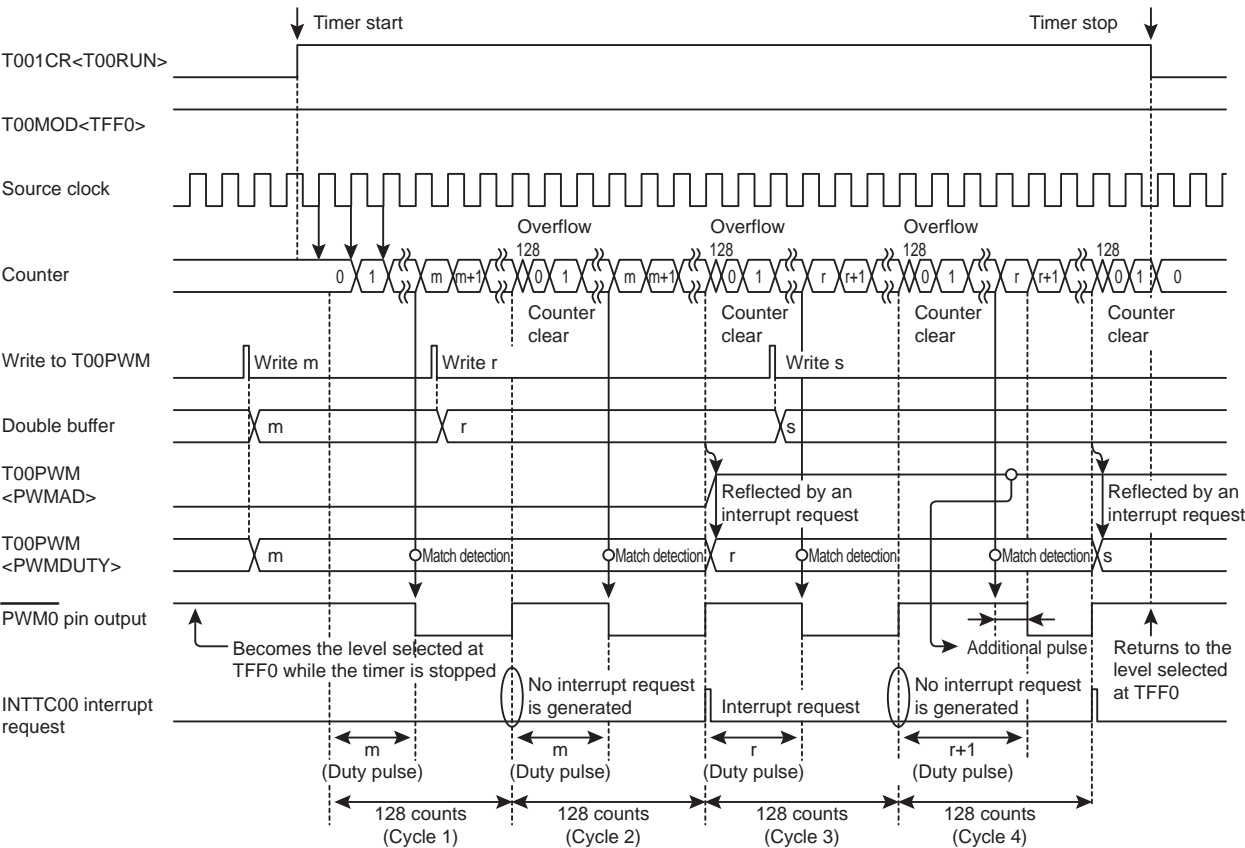 Timer start
Timer stop
T001CR<T00RUN>
T00MOD<TFF0>
Source clock
Overflow
Overflow
Overflow
128
128
128
128
Counter
0
1
m
m+1
0
1
m
m+1
0
1
r
r+1
0
1
r
r+1
0
1
0
Counter
clear
Counter
clear
Counter
clear
Counter
clear
Write to T00PWM
Write m
Write r
Write s
Double buffer
m
r
s
T00PWM
<PWMAD>
Reflected by an
interrupt request
Reflected by an
interrupt request
T00PWM
<PWMDUTY>
m
Match detection
Match detection
r
Match detection
Match detection
s
PWM0 pin output
Becomes the level selected at
TFF0 while the timer is stopped
Additional pulse
Returns to the
level selected
at TFF0
INTTC00 interrupt
request
No interrupt request
is generated
Interrupt request
No interrupt request
is generated
m
(Duty pulse)
m
(Duty pulse)
r
(Duty pulse)
r+1
(Duty pulse)
128 counts
(Cycle 1)
128 counts
(Cycle 2)
128 counts
(Cycle 3)
128 counts
(Cycle 4)